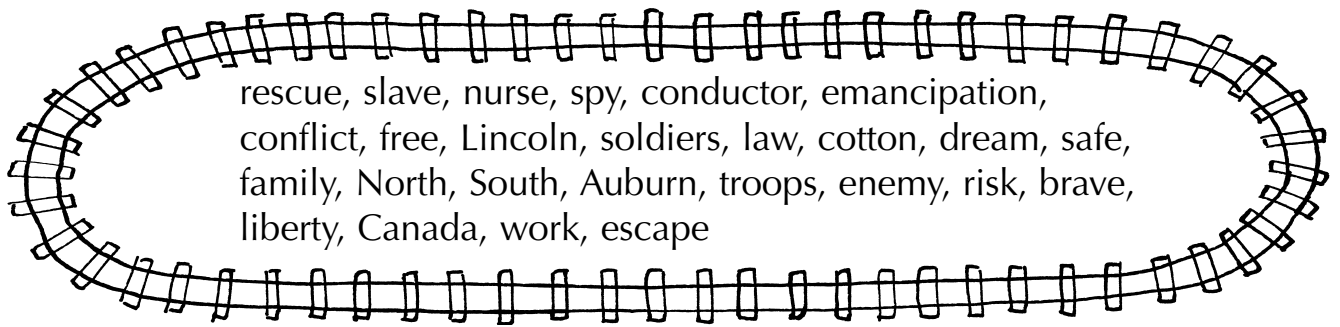 rescue, slave, nurse, spy, conductor, emancipation,
conflict, free, Lincoln, soldiers, law, cotton, dream, safe,
family, North, South, Auburn, troops, enemy, risk, brave,
liberty, Canada, work, escape